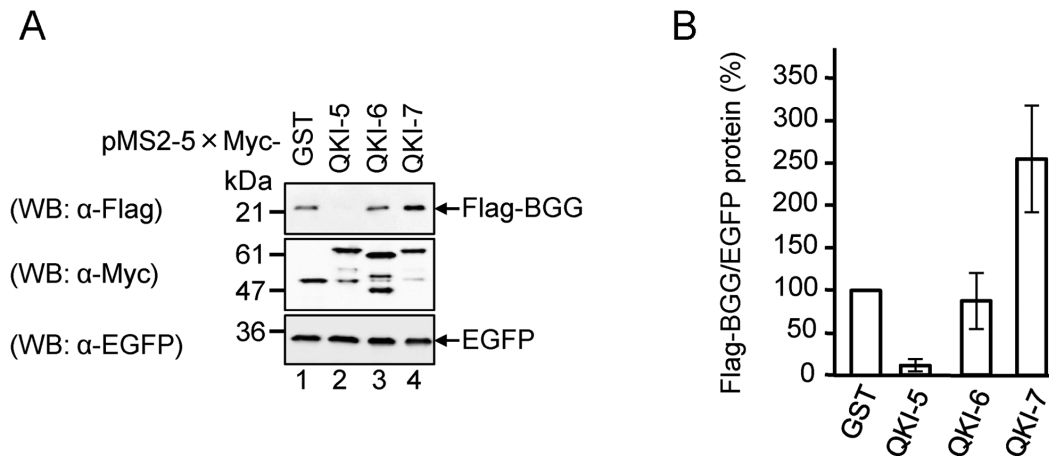 A
pMS2-5×Myc-
GST
QKI-5
QKI-6
QKI-7
kDa
(WB: α-Flag)
21
Flag-BGG
(WB: α-Myc)
61
47
(WB: α-EGFP)
36
EGFP
1 2 3 4
B
Flag-BGG/EGFP protein (%)
350
300
250
200
150
100
50
0
GST
QKI-5
QKI-6
QKI-7